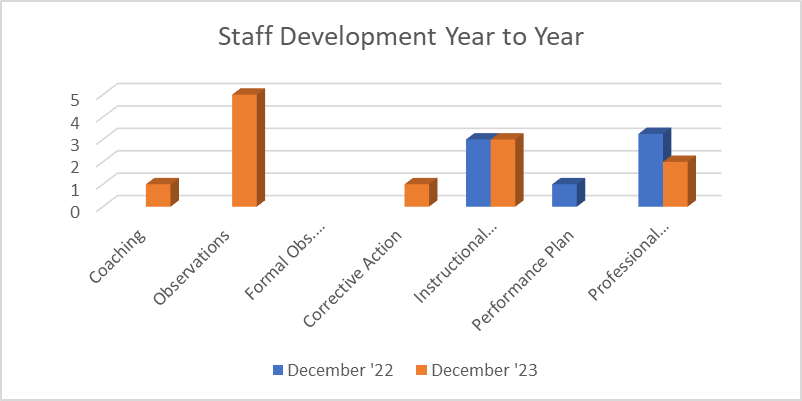 Staff Development Year to Year
5
4
3
2
1
0
Coaching
Observations
Formal Obs....
Corrective Action
Instructional...
Performance Plan
Professional...
December '22
December '23